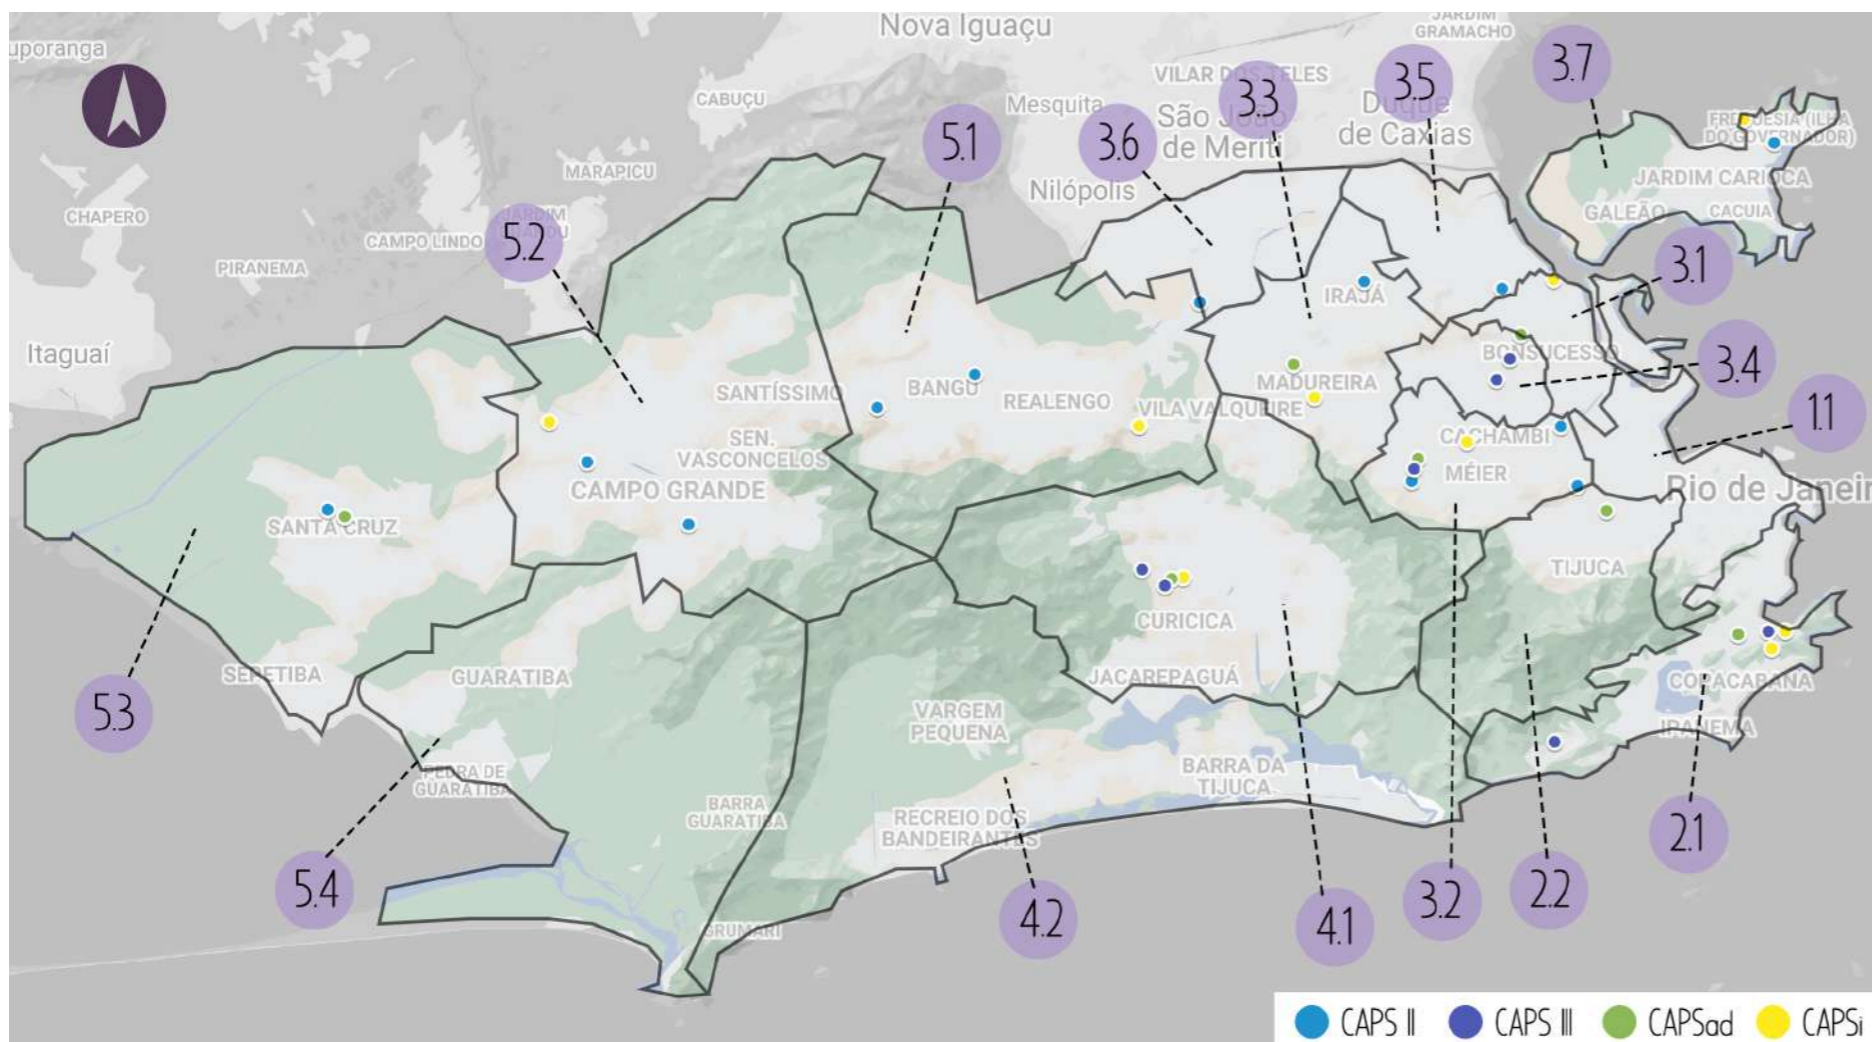 Nova Iguaçu
JARDIM
GRAMACHO
uporanga
VILAR DOS TELES
CABUÇU
Mesquita
São João
de Meriti
Duque
de Caxias
3.3
3.5
3.7
FREGUESIA (ILHA
DO GOVERNADOR)
5.1
3.6
MARAPICU
Nilópolis
JARDIM CARIOCA
GALEÃO
CACUIA
CHAPERO
CAMPO LINDO
JARDIM
5.2
PIRANEMA
3.1
IRAJÁ
Itaguaí
BONSUCESSO
3.4
SANTÍSSIMO
BANGU
REALENGO
MADUREIRA
VILA VALQUEIRE
1.1
SEN.
VASCONCELOS
CACHAMBI
MÉIER
CAMPO GRANDE
Rio de Janeir
SANTA CRUZ
TIJUCA
CURICICA
SEPETIBA
GUARATIBA
JACAREPAGUÁ
COPACABANA
5.3
VARGEM
PEQUENA
IPANEMA
PEDRA DE
GUARATIBA
BARRA DA
TIJUCA
BARRA
GUARATIBA
RECREIO DOS
BANDEIRANTES
2.1
5.4
4.2
4.1
3.2
2.2
GRUMARI
CAPS II
CAPS III
CAPSad
CAPSi